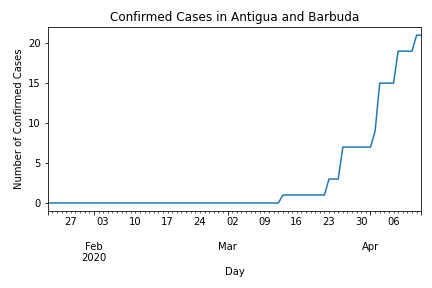 Confirmed Cases in Antigua and Barbuda
Number of Confirmed Cases
20
15
10
5
0
27 03 10 17 24 02 09 16 23 30 06
Feb Mar Apr
2020
Day